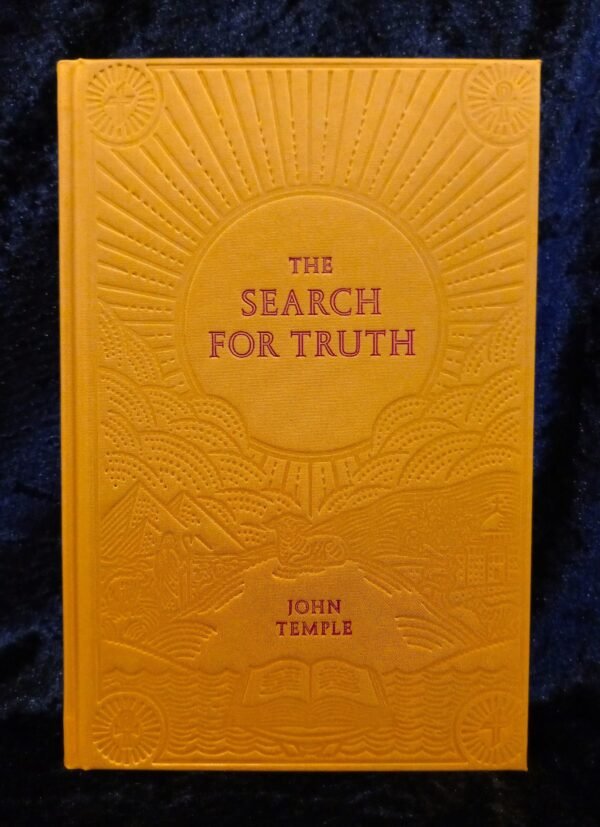 THE
SEARCH
FOR TRUTH
JOHN
TEMPLE